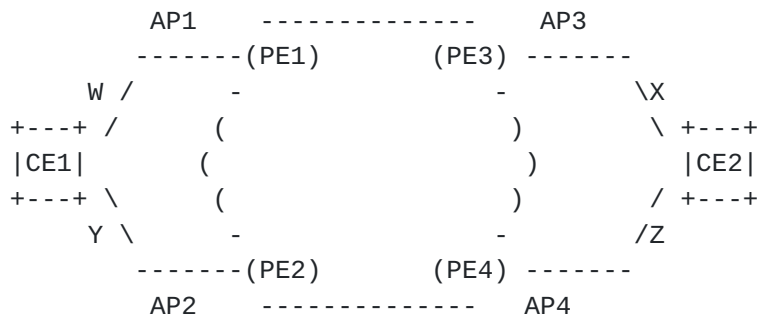 AP1    --------------    AP3
        -------(PE1)       (PE3) -------
     W /      -                -        \X
+---+ /      (                  )        \ +---+
|CE1|       (                    )         |CE2|
+---+ \      (                  )        / +---+
     Y \      -                -        /Z
        -------(PE2)       (PE4) -------
         AP2    --------------   AP4